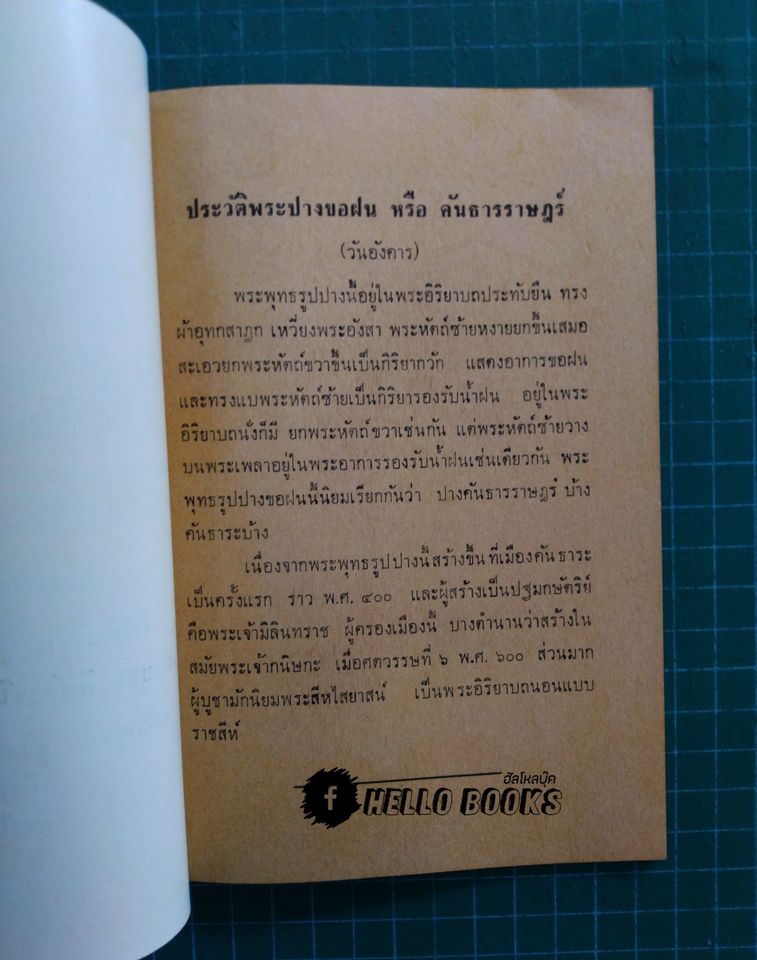 ประวัติพระปางขอฝน หรือ คันธารราษฎร์
(วันอังคาร)
พระพุทธรูปปางนี้อยู่ในพระอิริยาบถประทับยืน ทรง
ผ้าอุทกสาฎก เหวี่ยงพระอังสา พระหัตถ์ซ้ายหงายยกขึ้นเสมอ
สะเอวยกพระหัตถ์ขวาขึ้นเป็นกิริยากวัก แสดงอาการขอฝน
และทรงแบพระหัตถ์ซ้ายเป็นกิริยารองรับน้ำฝน อยู่ในพระ
อิริยาบถนั่งก็มี ยกพระหัตถ์ขวาเช่นกัน แต่พระหัตถ์ซ้ายวาง
บนพระเพลาอยู่ในพระอาการรองรับน้ำฝนเช่นเดียวกัน พระ
พุทธรูปปางขอฝนนี้นิยมเรียกกันว่า ปางคันธารราษฎร์ บ้าง
คันธาระบ้าง
เนื่องจากพระพุทธรูปปางนี้สร้างขึ้นที่เมืองคันธาระ
เป็นครั้งแรก ราว พ.ศ. ๔๐๐ และผู้สร้างเป็นปฐมกษัตริย์
คือพระเจ้ามิลินทราช ผู้ครองเมืองนี้ บางตำนานว่าสร้างใน
สมัยพระเจ้ากนิษกะ เมื่อศตวรรษที่ ๖ พ.ศ. ๖๐๐ ส่วนมาก
ผู้บูชามักนิยมพระสีหไสยาสน์ เป็นพระอิริยาบถนอนแบบ
ราชสีห์
ฮัลโหลบุ๊ค
f HELLO BOOKS